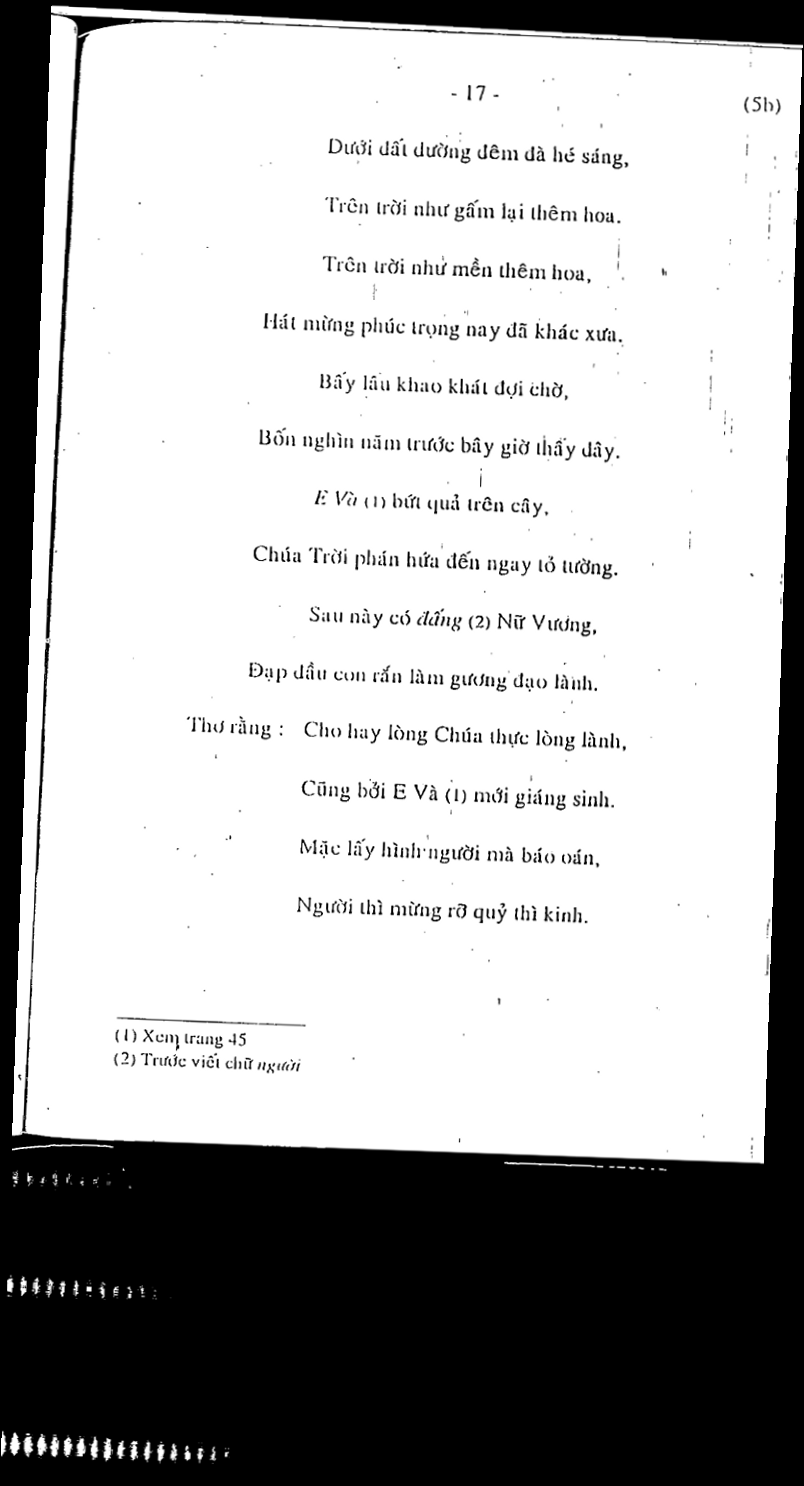 - 17 -
(5b)
Dưới đất dường đêm đà hé sáng,
Trên trời như gấm lại thêm hoa.
Trên trời như mền thêm hoa,
Hát mừng phúc trọng nay đã khác xưa.
Bấy lâu khao khát đợi chờ,
Bốn nghìn năm trước bây giờ thấy đây.
E Và (1) bứt quả trên cây,
Chúa Trời phán hứa đến ngay tỏ tường.
Sau này có đấng (2) Nữ Vương,
Đạp đầu con rắn làm gương đạo lành.
Thơ rằng : Cho hay lòng Chúa thực lòng lành,
Cũng bởi E Và (1) mới giáng sinh.
Mặc lấy hình người mà báo oán,
Người thì mừng rỡ quỷ thì kinh.
(1) Xem trang 45
(2) Trước viết chữ người